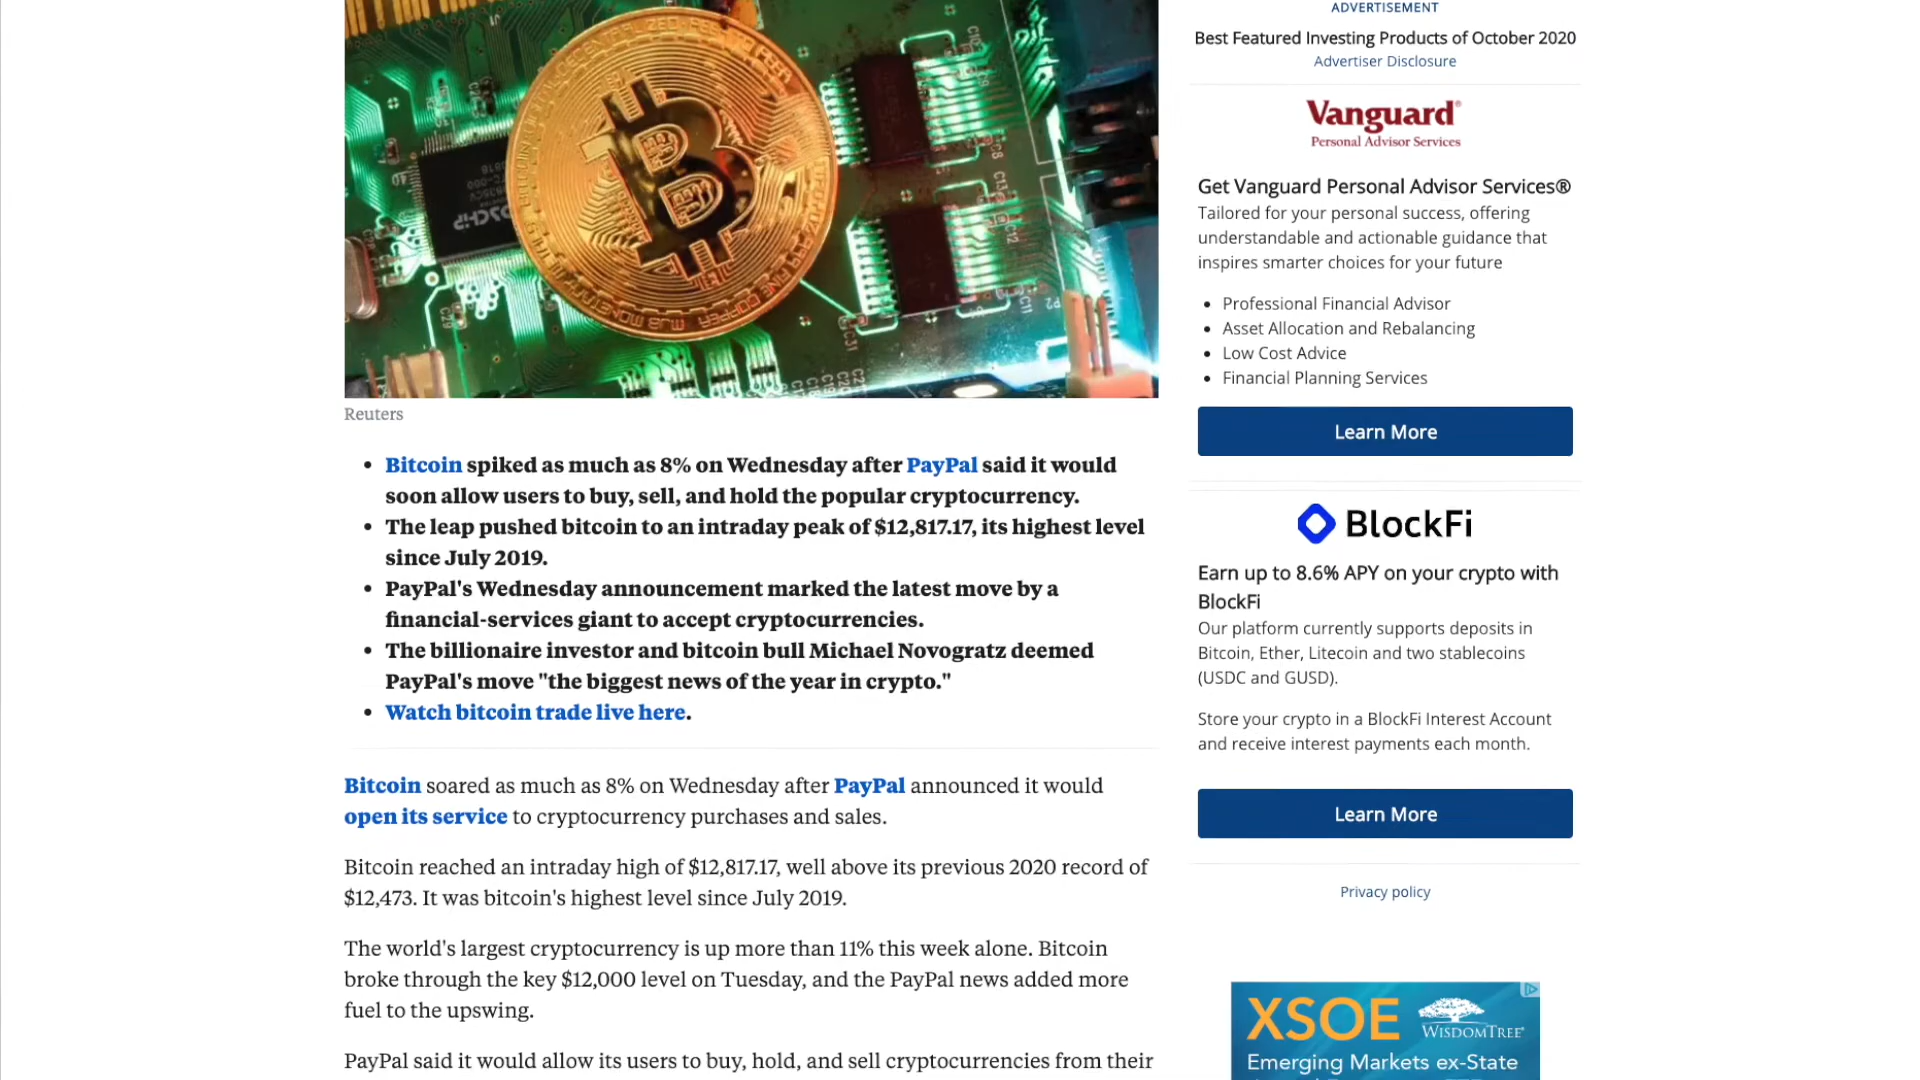 Reuters
• Bitcoin spiked as much as 8% on Wednesday after PayPal said it would
soon allow users to buy, sell, and hold the popular cryptocurrency.
• The leap pushed bitcoin to an intraday peak of $12,817.17, its highest level
since July 2019.
• PayPal's Wednesday announcement marked the latest move by a
financial-services giant to accept cryptocurrencies.
• The billionaire investor and bitcoin bull Michael Novogratz deemed
PayPal's move "the biggest news of the year in crypto."
• Watch bitcoin trade live here.
Bitcoin soared as much as 8% on Wednesday after PayPal announced it would
open its service to cryptocurrency purchases and sales.
Bitcoin reached an intraday high of $12,817.17, well above its previous 2020 record of
$12,473. It was bitcoin's highest level since July 2019.
The world's largest cryptocurrency is up more than 11% this week alone. Bitcoin
broke through the key $12,000 level on Tuesday, and the PayPal news added more
fuel to the upswing.
PayPal said it would allow its users to buy, hold, and sell cryptocurrencies from their
ADVERTISEMENT
Best Featured Investing Products of October 2020
Advertiser Disclosure
Vanguard®
Personal Advisor Services
Get Vanguard Personal Advisor Services®
Tailored for your personal success, offering
understandable and actionable guidance that
inspires smarter choices for your future
• Professional Financial Advisor
• Asset Allocation and Rebalancing
• Low Cost Advice
• Financial Planning Services
Learn More
BlockFi
Earn up to 8.6% APY on your crypto with
BlockFi
Our platform currently supports deposits in
Bitcoin, Ether, Litecoin and two stablecoins
(USDC and GUSD).
Store your crypto in a BlockFi Interest Account
and receive interest payments each month.
Learn More
Privacy policy
XSOE
WISDOMTREE®
Emerging Markets ex-State